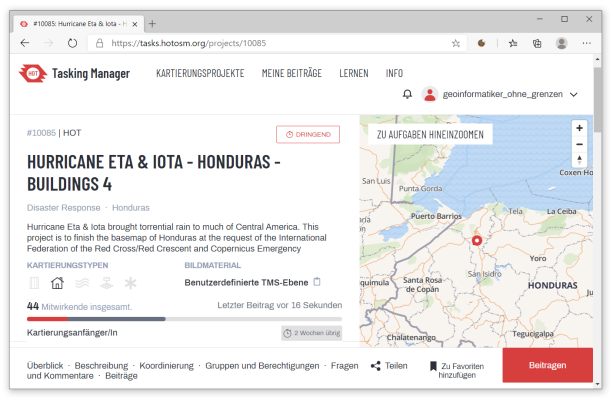 #10085: Hurricane Eta & Iota - H
https://tasks.hotosm.org/projects/10085
HOT Tasking Manager KARTIERUNGSPROJEKTE MEINE BEITRÄGE LERNEN INFO
geoinformatiker_ohne_grenzen
#10085 | HOT
DRINGEND
HURRICANE ETA & IOTA - HONDURAS -
BUILDINGS 4
Disaster Response · Honduras
Hurricane Eta & Iota brought torrential rain to much of Central America. This
project is to finish the basemap of Honduras at the request of the International
Federation of the Red Cross/Red Crescent and Copernicus Emergency
KARTIERUNGSTYPEN
BILDMATERIAL
Benutzerdefinierte TMS-Ebene
44 Mitwirkende insgesamt.
Letzter Beitrag vor 16 Sekunden
Kartierungsanfänger/In
2 Wochen übrig
ZU AUFGABEN HINEINZOOMEN
+
−
Coxen Ho
San Luis
Punta Gorda
Puerto Barrios
Tela
La Ceiba
Yoro
San Isidro
quimula
Santa Rosa
de Copán
HONDURAS
Ju
Tegucigalpa
Chalatenango
Überblick · Beschreibung · Koordinierung · Gruppen und Berechtigungen · Fragen
und Kommentare · Beiträge
Teilen
Zu Favoriten
hinzufügen
Beitragen